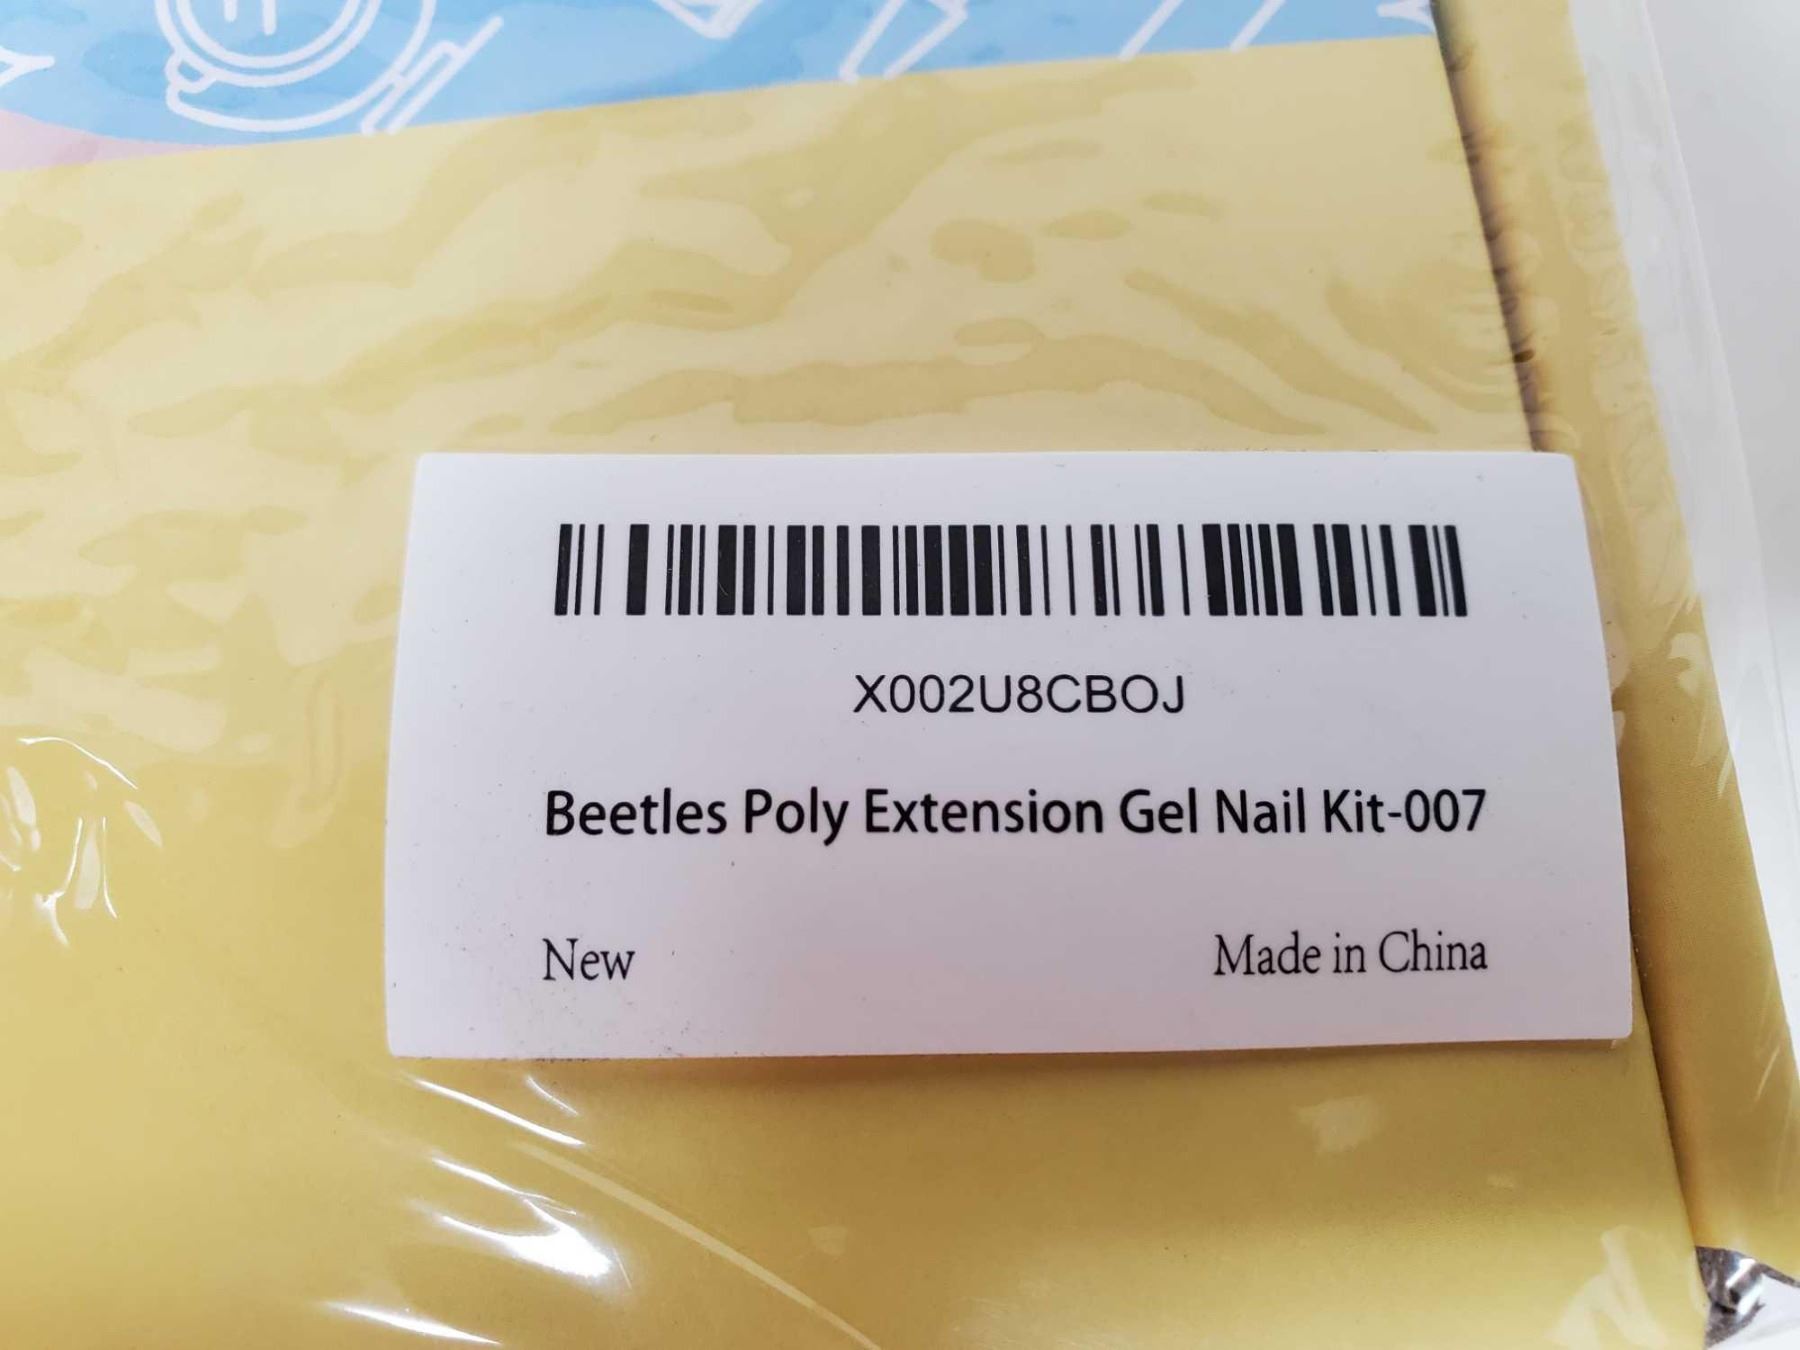 X002U8CBOJ
Beetles Poly Extension Gel Nail Kit-007
New
Made in China